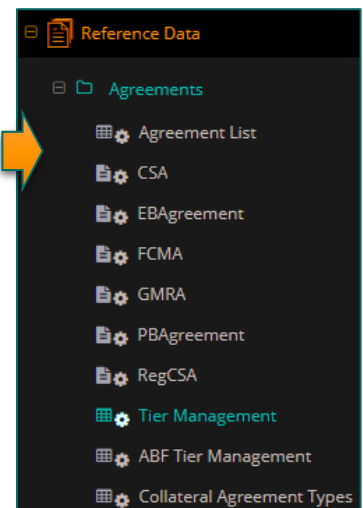 Reference Data
Agreements
Agreement List
CSA
EBAgreement
FCMA
GMRA
PBAgreement
RegCSA
Tier Management
ABF Tier Management
Collateral Agreement Types